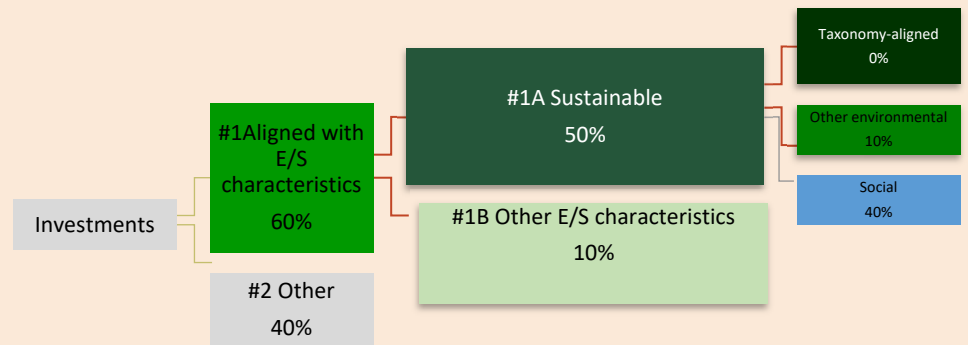 Investments
#1Aligned with
E/S
characteristics
60%
#2 Other
40%
#1A Sustainable
50%
#1B Other E/S characteristics
10%
Taxonomy-aligned
0%
Other environmental
10%
Social
40%